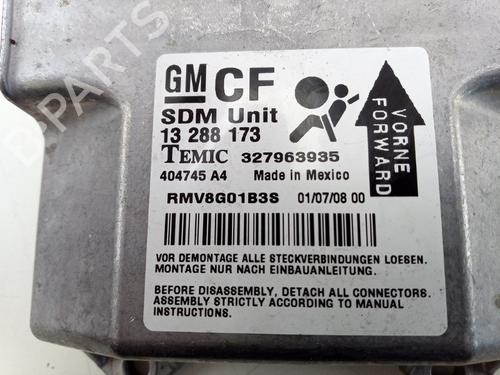 B-PARTS
GM CF
SDM Unit
13 288 173
TEMIC 327963935
404745 A4 Made in Mexico
RMV8G01B3S 01/07/08 00
VORNE
FORWARD
VOR DEMONTAGE ALLE STECKVERBINDUNGEN LOESEN.
MONTAGE NUR NACH EINBAUANLEITUNG.
BEFORE DISASSEMBLY, DETACH ALL CONNECTORS.
ASSEMBLY STRICTLY ACCORDING TO MANUAL
INSTRUCTIONS.